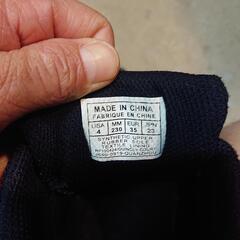 MADE IN CHINA
FABRIQUE EN CHINE
USA MM EUR JPN
4 230 35 23
SYNTHETIC UPPER
RUBBER SOLE
TEXTILE LINING